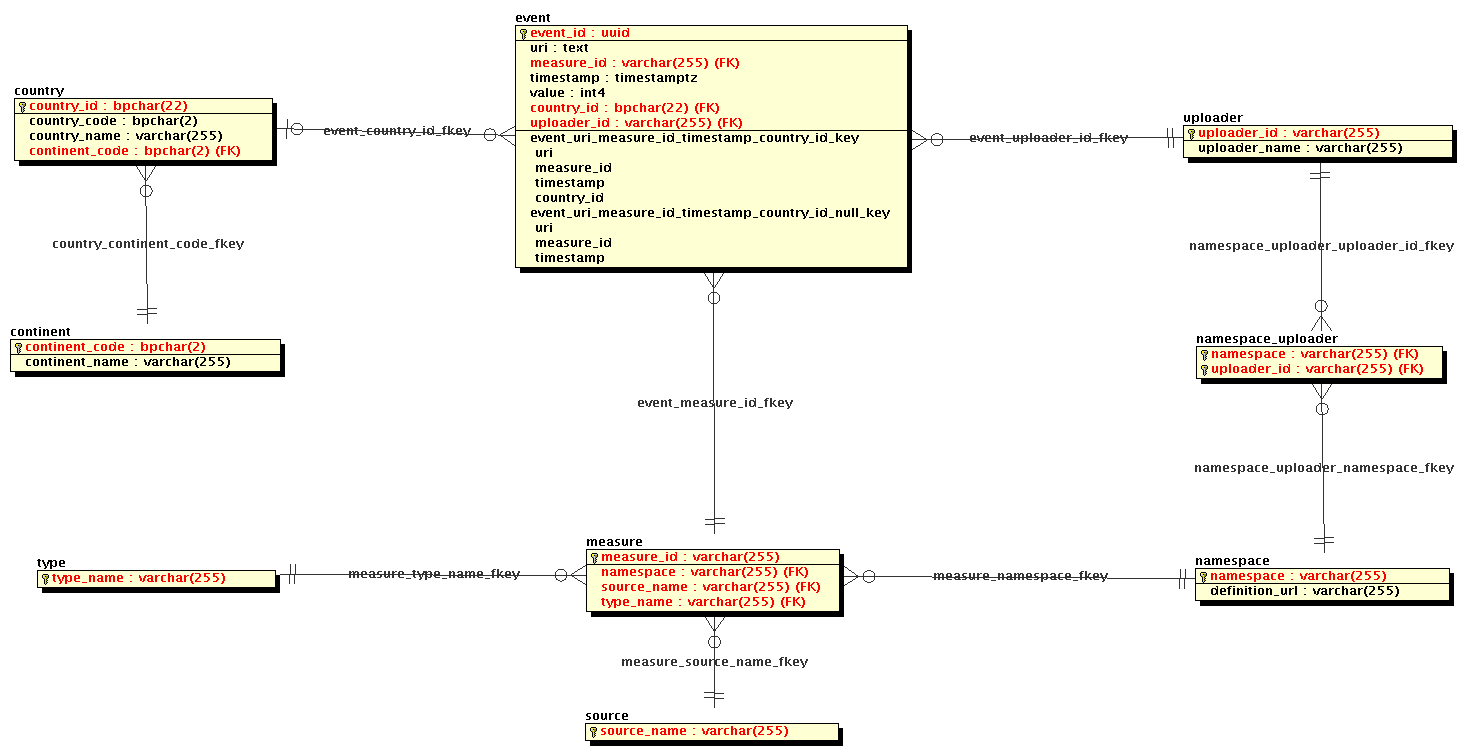 event
event_id : uuid
uri : text
measure_id : varchar(255) (FK)
timestamp : timestamptz
value : int4
country_id : bpchar(22) (FK)
uploader_id : varchar(255) (FK)
event_uri_measure_id_timestamp_country_id_key
uri
measure_id
timestamp
country_id
event_uri_measure_id_timestamp_country_id_null_key
uri
measure_id
timestamp
country
country_id : bpchar(22)
country_code : bpchar(2)
country_name : varchar(255)
continent_code : bpchar(2) (FK)
event_country_id_fkey
event_uploader_id_fkey
uploader
uploader_id : varchar(255)
uploader_name : varchar(255)
country_continent_code_fkey
namespace_uploader_uploader_id_fkey
continent
continent_code : bpchar(2)
continent_name : varchar(255)
namespace_uploader
namespace : varchar(255) (FK)
uploader_id : varchar(255) (FK)
event_measure_id_fkey
namespace_uploader_namespace_fkey
type
type_name : varchar(255)
measure_type_name_fkey
measure
measure_id : varchar(255)
namespace : varchar(255) (FK)
source_name : varchar(255) (FK)
type_name : varchar(255) (FK)
measure_namespace_fkey
namespace
namespace : varchar(255)
definition_url : varchar(255)
measure_source_name_fkey
source
source_name : varchar(255)